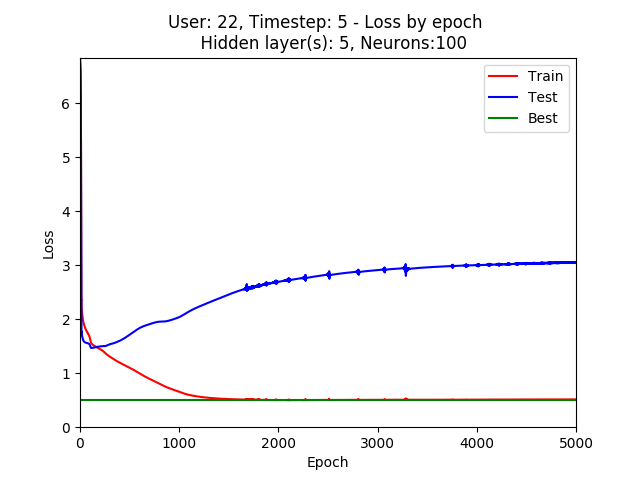 User: 22, Timestep: 5 - Loss by epoch
Hidden layer(s): 5, Neurons:100
Train
Test
Best
6
5
4
3
2
1
0
Loss
0
1000
2000
3000
4000
5000
Epoch